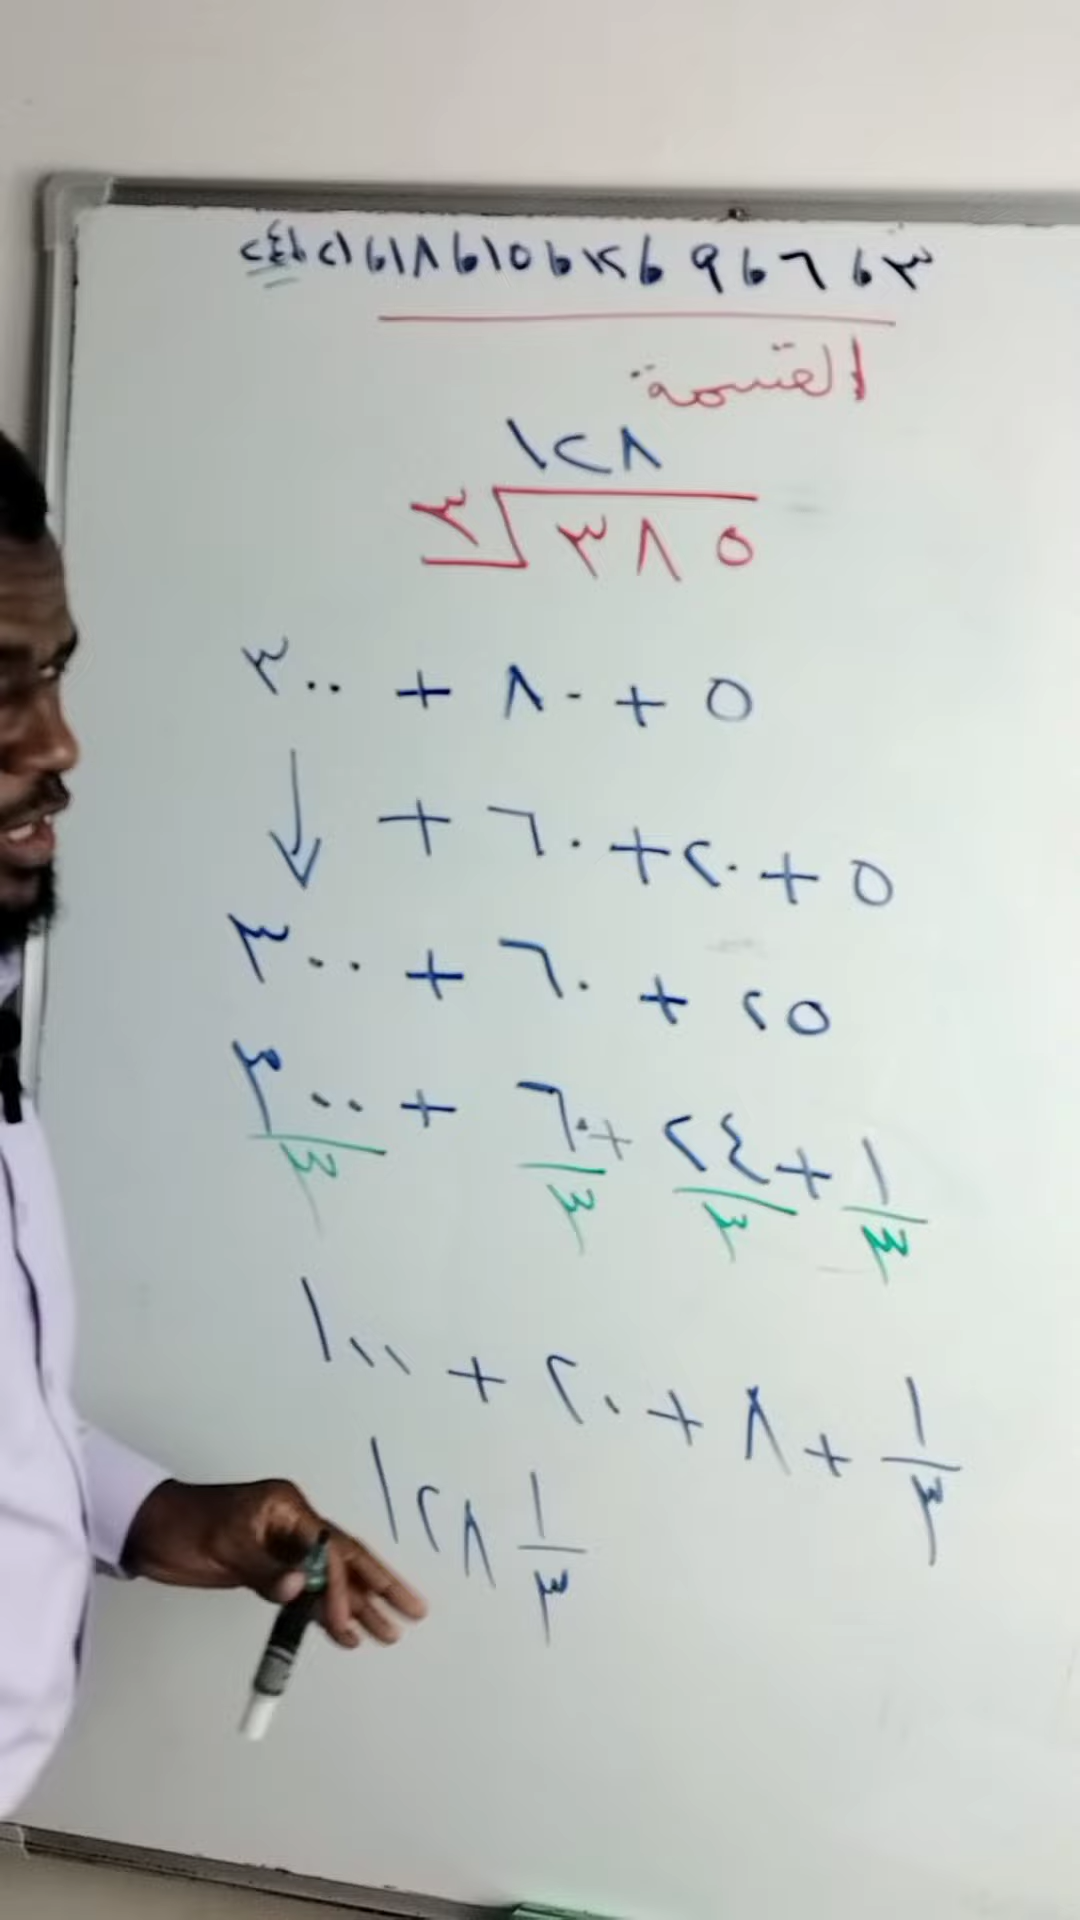 ٣ و ٦ و ٩ و ١٢ و ١٥ و ١٨ و ٢١ و ٢٤
القسمة
١٢٨
٣ ٣٨٥
٣٠٠ + ٨٠ + ٥
+ ٦٠ + ٢٠ + ٥
٣٠٠ + ٦٠ + ٢٥
٣٠٠/٣ + ٦٠/٣ + ٢٤/٣ + ١/٣
١٠٠ + ٢٠ + ٨ + ١/٣
١٢٨ ١/٣